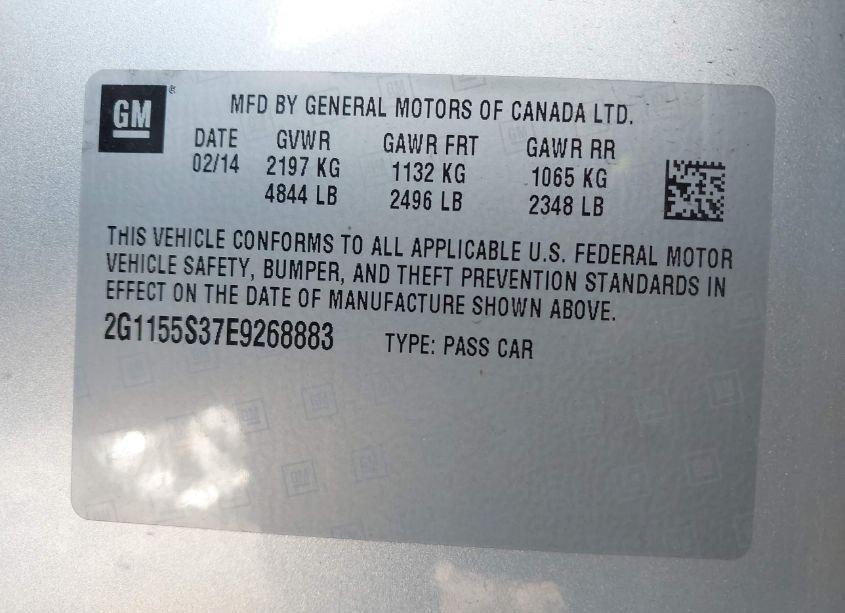 GM ®
MFD BY GENERAL MOTORS OF CANADA LTD.
DATE GVWR GAWR FRT GAWR RR
02/14 2197 KG 1132 KG 1065 KG
4844 LB 2496 LB 2348 LB
THIS VEHICLE CONFORMS TO ALL APPLICABLE U.S. FEDERAL MOTOR
VEHICLE SAFETY, BUMPER, AND THEFT PREVENTION STANDARDS IN
EFFECT ON THE DATE OF MANUFACTURE SHOWN ABOVE.
2G1155S37E9268883 TYPE: PASS CAR